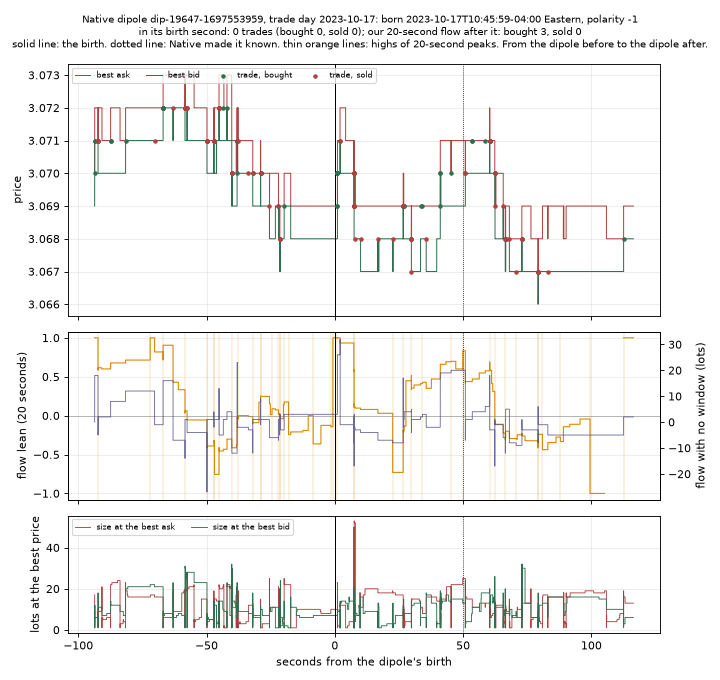 Native dipole dip-19647-1697553959, trade day 2023-10-17: born 2023-10-17T10:45:59-04:00 Eastern, polarity -1
in its birth second: 0 trades (bought 0, sold 0); our 20-second flow after it: bought 3, sold 0
solid line: the birth. dotted line: Native made it known. thin orange lines: highs of 20-second peaks. From the dipole before to the dipole after.
best ask best bid trade, bought trade, sold
3.073
3.072
3.071
3.070
3.069
3.068
3.067
3.066
price
1.0
0.5
0.0
−0.5
−1.0
flow lean (20 seconds)
30
20
10
0
−10
−20
flow with no window (lots)
size at the best ask size at the best bid
40
20
0
lots at the best price
−100 −50 0 50 100
seconds from the dipole's birth